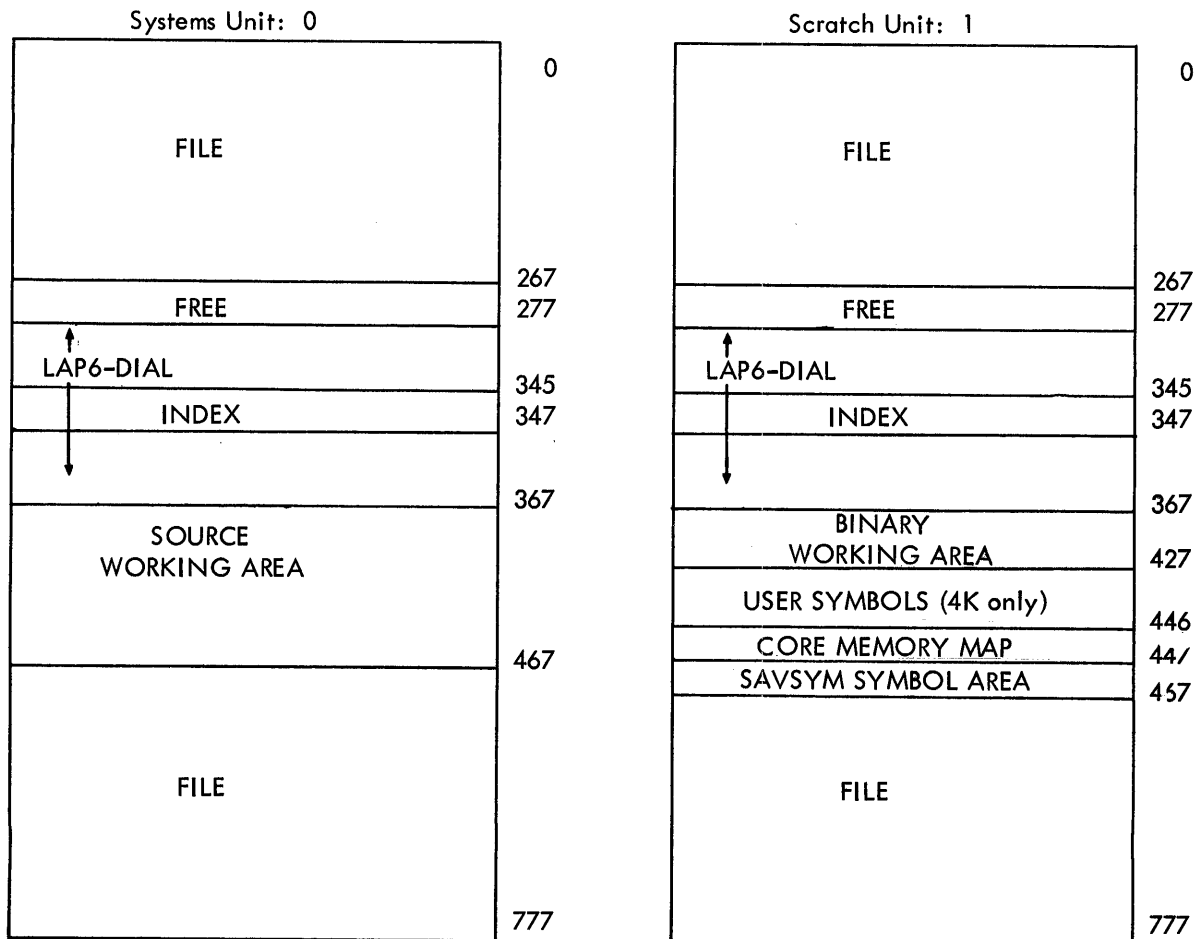 Systems Unit: 0
0
FILE
267
FREE
277
LAP6-DIAL
345
INDEX
347
367
SOURCE
WORKING AREA
467
FILE
777
Scratch Unit: 1
0
FILE
267
FREE
277
LAP6-DIAL
345
INDEX
347
367
BINARY
WORKING AREA
427
USER SYMBOLS (4K only)
446
CORE MEMORY MAP
447
SAVSYM SYMBOL AREA
467
FILE
777